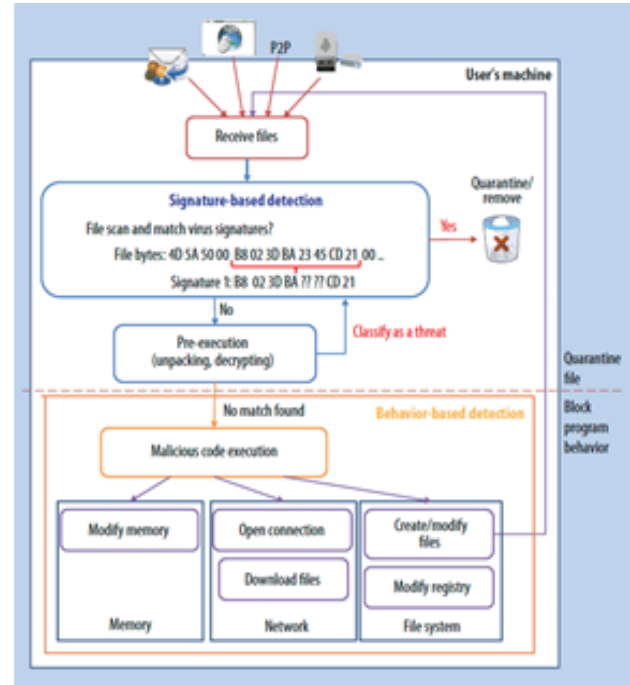 P2P
User's machine
Receive files
Signature-based detection
File scan and match virus signatures?
File bytes: 4D 5A 50 00 B8 02 3D BA 23 45 CD 21 00 ...
Signature 1: B8 02 3D BA ?? ?? CD 21
Yes
Quarantine/
remove
No
Classify as a threat
Pre-execution
(unpacking, decrypting)
Quarantine
file
Block
program
behavior
No match found
Behavior-based detection
Malicious code execution
Modify memory
Open connection
Create/modify
files
Download files
Modify registry
Memory
Network
File system